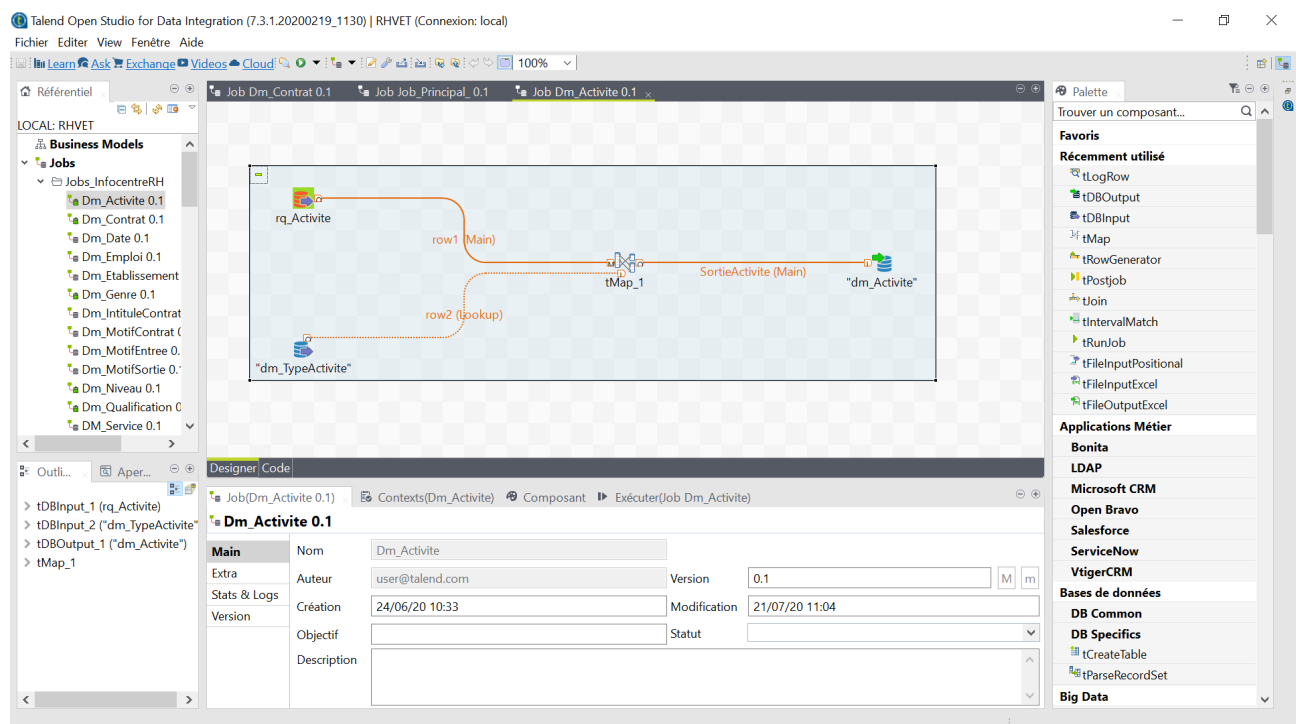 Talend Open Studio for Data Integration (7.3.1.20200219_1130) | RHVET (Connexion: local)
Fichier Editer View Fenêtre Aide
Learn Ask Exchange Videos Cloud 100%
Référentiel
LOCAL: RHVET
Business Models
Jobs
Jobs_InfocentreRH
Dm_Activite 0.1
Dm_Contrat 0.1
Dm_Date 0.1
Dm_Emploi 0.1
Dm_Etablissement
Dm_Genre 0.1
Dm_IntituleContrat
Dm_MotifContrat (
Dm_MotifEntree 0.
Dm_MotifSortie 0.
Dm_Niveau 0.1
Dm_Qualification 0
DM_Service 0.1
Job Dm_Contrat 0.1 Job Job_Principal_ 0.1 Job Dm_Activite 0.1
rq_Activite
row1 (Main)
tMap_1
SortieActivite (Main)
"dm_Activite"
row2 (Lookup)
"dm_TypeActivite"
Designer Code
Palette
Trouver un composant...
Favoris
Récemment utilisé
tLogRow
tDBOutput
tDBInput
tMap
tRowGenerator
tPostjob
tJoin
tIntervalMatch
tRunJob
tFileInputPositional
tFileInputExcel
tFileOutputExcel
Applications Métier
Bonita
LDAP
Microsoft CRM
Open Bravo
Salesforce
ServiceNow
VtigerCRM
Bases de données
DB Common
DB Specifics
tCreateTable
tParseRecordSet
Big Data
Outli... Aper...
tDBInput_1 (rq_Activite)
tDBInput_2 ("dm_TypeActivite"
tDBOutput_1 ("dm_Activite")
tMap_1
Job(Dm_Activite 0.1) Contexts(Dm_Activite) Composant Exécuter(Job Dm_Activite)
Dm_Activite 0.1
Main
Extra
Stats & Logs
Version
Nom Dm_Activite
Auteur user@talend.com Version 0.1 M m
Création 24/06/20 10:33 Modification 21/07/20 11:04
Objectif Statut
Description